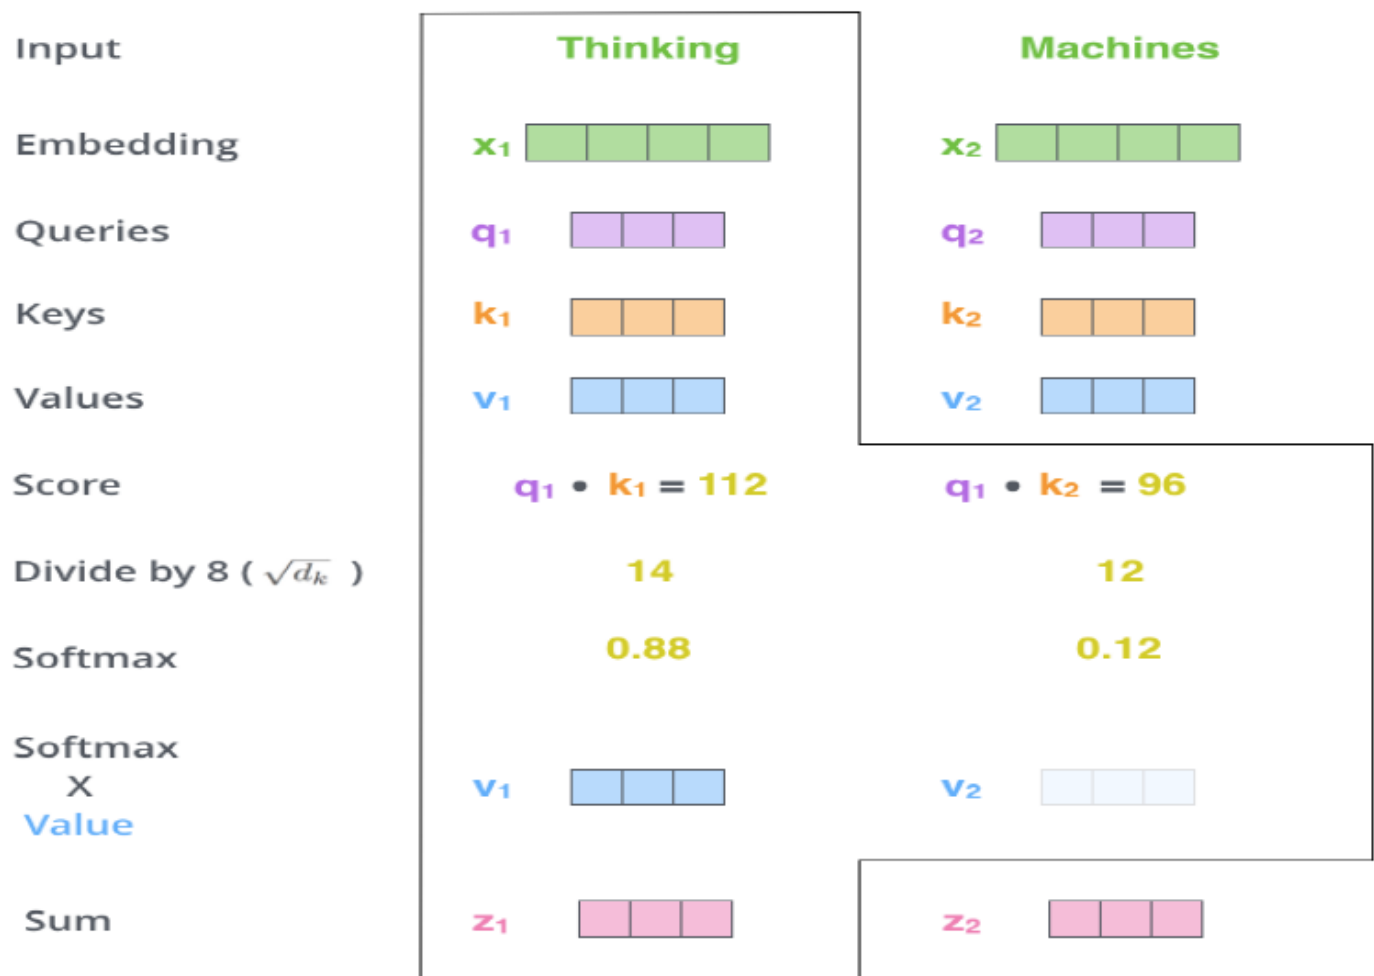 Input Thinking Machines
Embedding x₁ x₂
Queries q₁ q₂
Keys k₁ k₂
Values v₁ v₂
Score q₁ • k₁ = 112 q₁ • k₂ = 96
Divide by 8 ( √dₖ ) 14 12
Softmax 0.88 0.12
Softmax
X
Value
v₁ v₂
Sum z₁ z₂